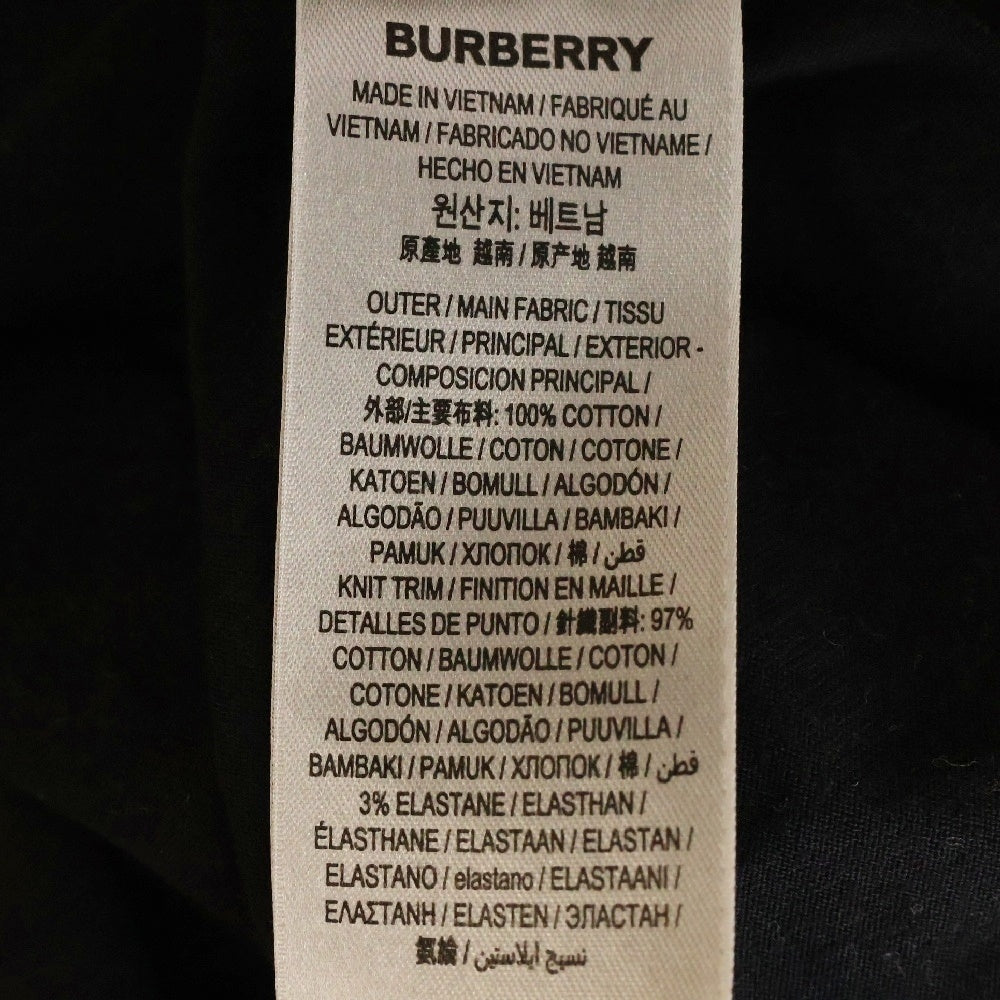 BURBERRY
MADE IN VIETNAM / FABRIQUÉ AU
VIETNAM / FABRICADO NO VIETNAME /
HECHO EN VIETNAM
원산지: 베트남
原產地 越南 / 原产地 越南
OUTER / MAIN FABRIC / TISSU
EXTÉRIEUR / PRINCIPAL / EXTERIOR -
COMPOSICION PRINCIPAL /
外部/主要布料: 100% COTTON /
BAUMWOLLE / COTON / COTONE /
KATOEN / BOMULL / ALGODÓN /
ALGODÃO / PUUVILLA / BAMBAKI /
PAMUK / ХЛОПОК / 棉 / قطن
KNIT TRIM / FINITION EN MAILLE /
DETALLES DE PUNTO / 針織副料: 97%
COTTON / BAUMWOLLE / COTON /
COTONE / KATOEN / BOMULL /
ALGODÓN / ALGODÃO / PUUVILLA /
BAMBAKI / PAMUK / ХЛОПОК / 棉 / قطن
3% ELASTANE / ELASTHAN /
ÉLASTHANE / ELASTAAN / ELASTAN /
ELASTANO / elastano / ELASTAANI /
ΕΛΑΣΤΑΝΗ / ELASTEN / ЭЛАСТАН /
氨綸 / نسيج ايلاستين